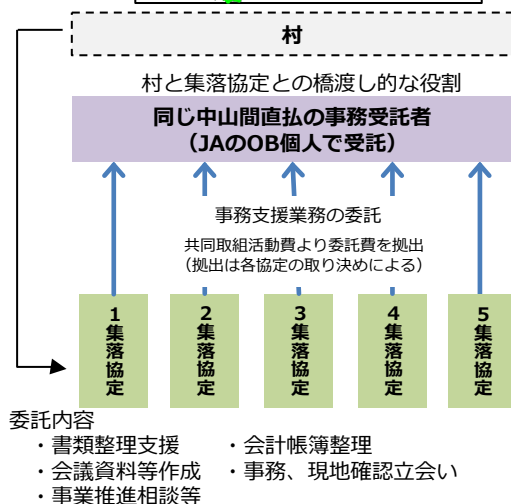 村
村と集落協定との橋渡し的な役割
同じ中山間直払の事務受託者
（JAのOB個人で受託）
事務支援業務の委託
共同取組活動費より委託費を拠出
（拠出は各協定の取り決めによる）
1集落協定
2集落協定
3集落協定
4集落協定
5集落協定
委託内容
・書類整理支援　・会計帳簿整理
・会議資料等作成　・事務、現地確認立会い
・事業推進相談等